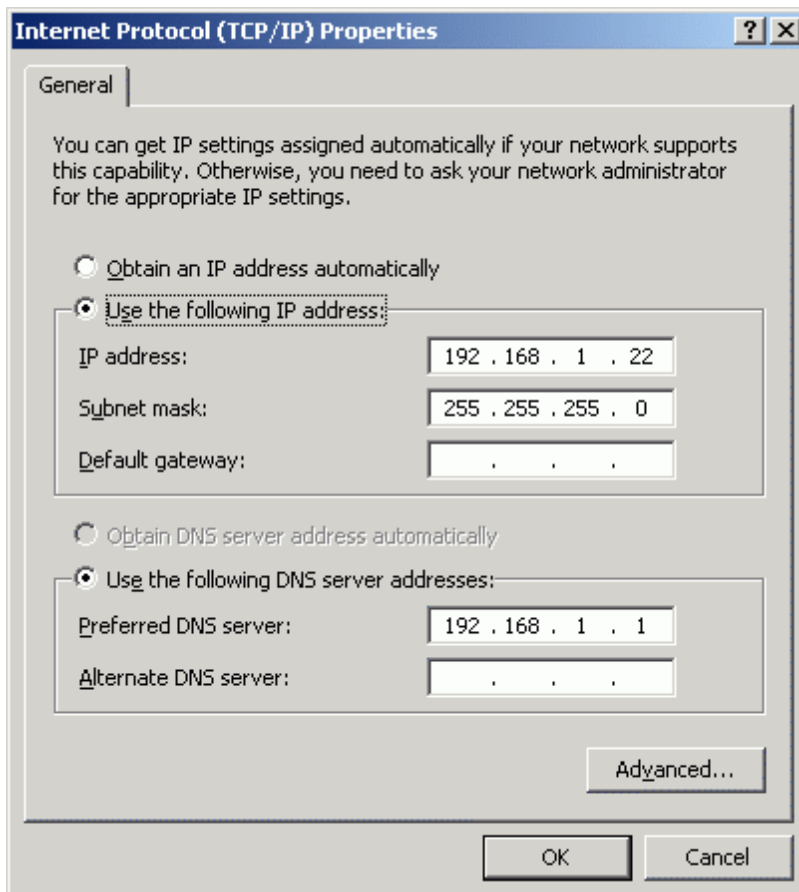 Internet Protocol (TCP/IP) Properties
General
You can get IP settings assigned automatically if your network supports
this capability. Otherwise, you need to ask your network administrator
for the appropriate IP settings.
Obtain an IP address automatically
Use the following IP address:
IP address: 192 . 168 . 1 . 22
Subnet mask: 255 . 255 . 255 . 0
Default gateway: . . .
Obtain DNS server address automatically
Use the following DNS server addresses:
Preferred DNS server: 192 . 168 . 1 . 1
Alternate DNS server: . . .
Advanced...
OK Cancel